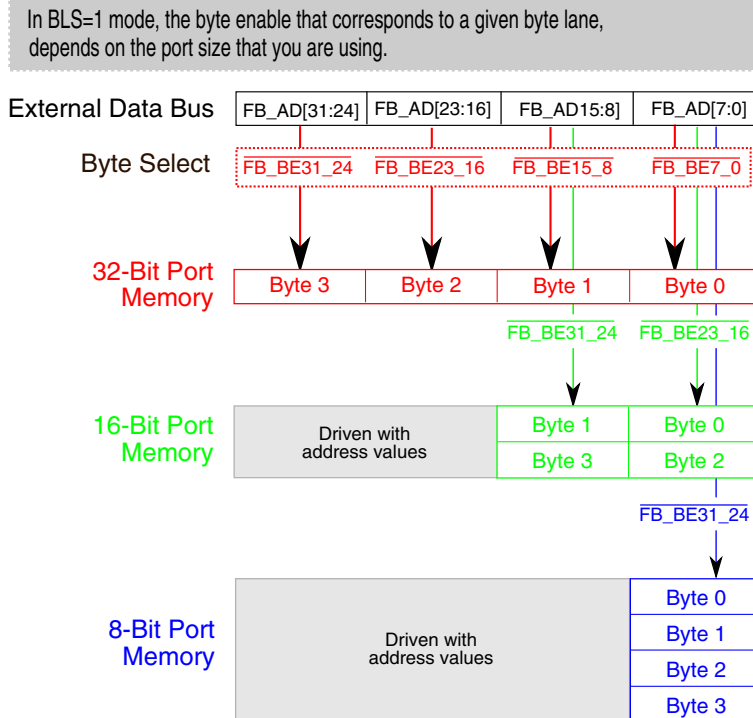 In BLS=1 mode, the byte enable that corresponds to a given byte lane,
depends on the port size that you are using.
External Data Bus FB_AD[31:24] FB_AD[23:16] FB_AD15:8] FB_AD[7:0]
Byte Select FB_BE31_24 FB_BE23_16 FB_BE15_8 FB_BE7_0
32-Bit Port
Memory
Byte 3 Byte 2 Byte 1 Byte 0
FB_BE31_24 FB_BE23_16
16-Bit Port
Memory
Driven with
address values
Byte 1 Byte 0
Byte 3 Byte 2
FB_BE31_24
8-Bit Port
Memory
Driven with
address values
Byte 0
Byte 1
Byte 2
Byte 3